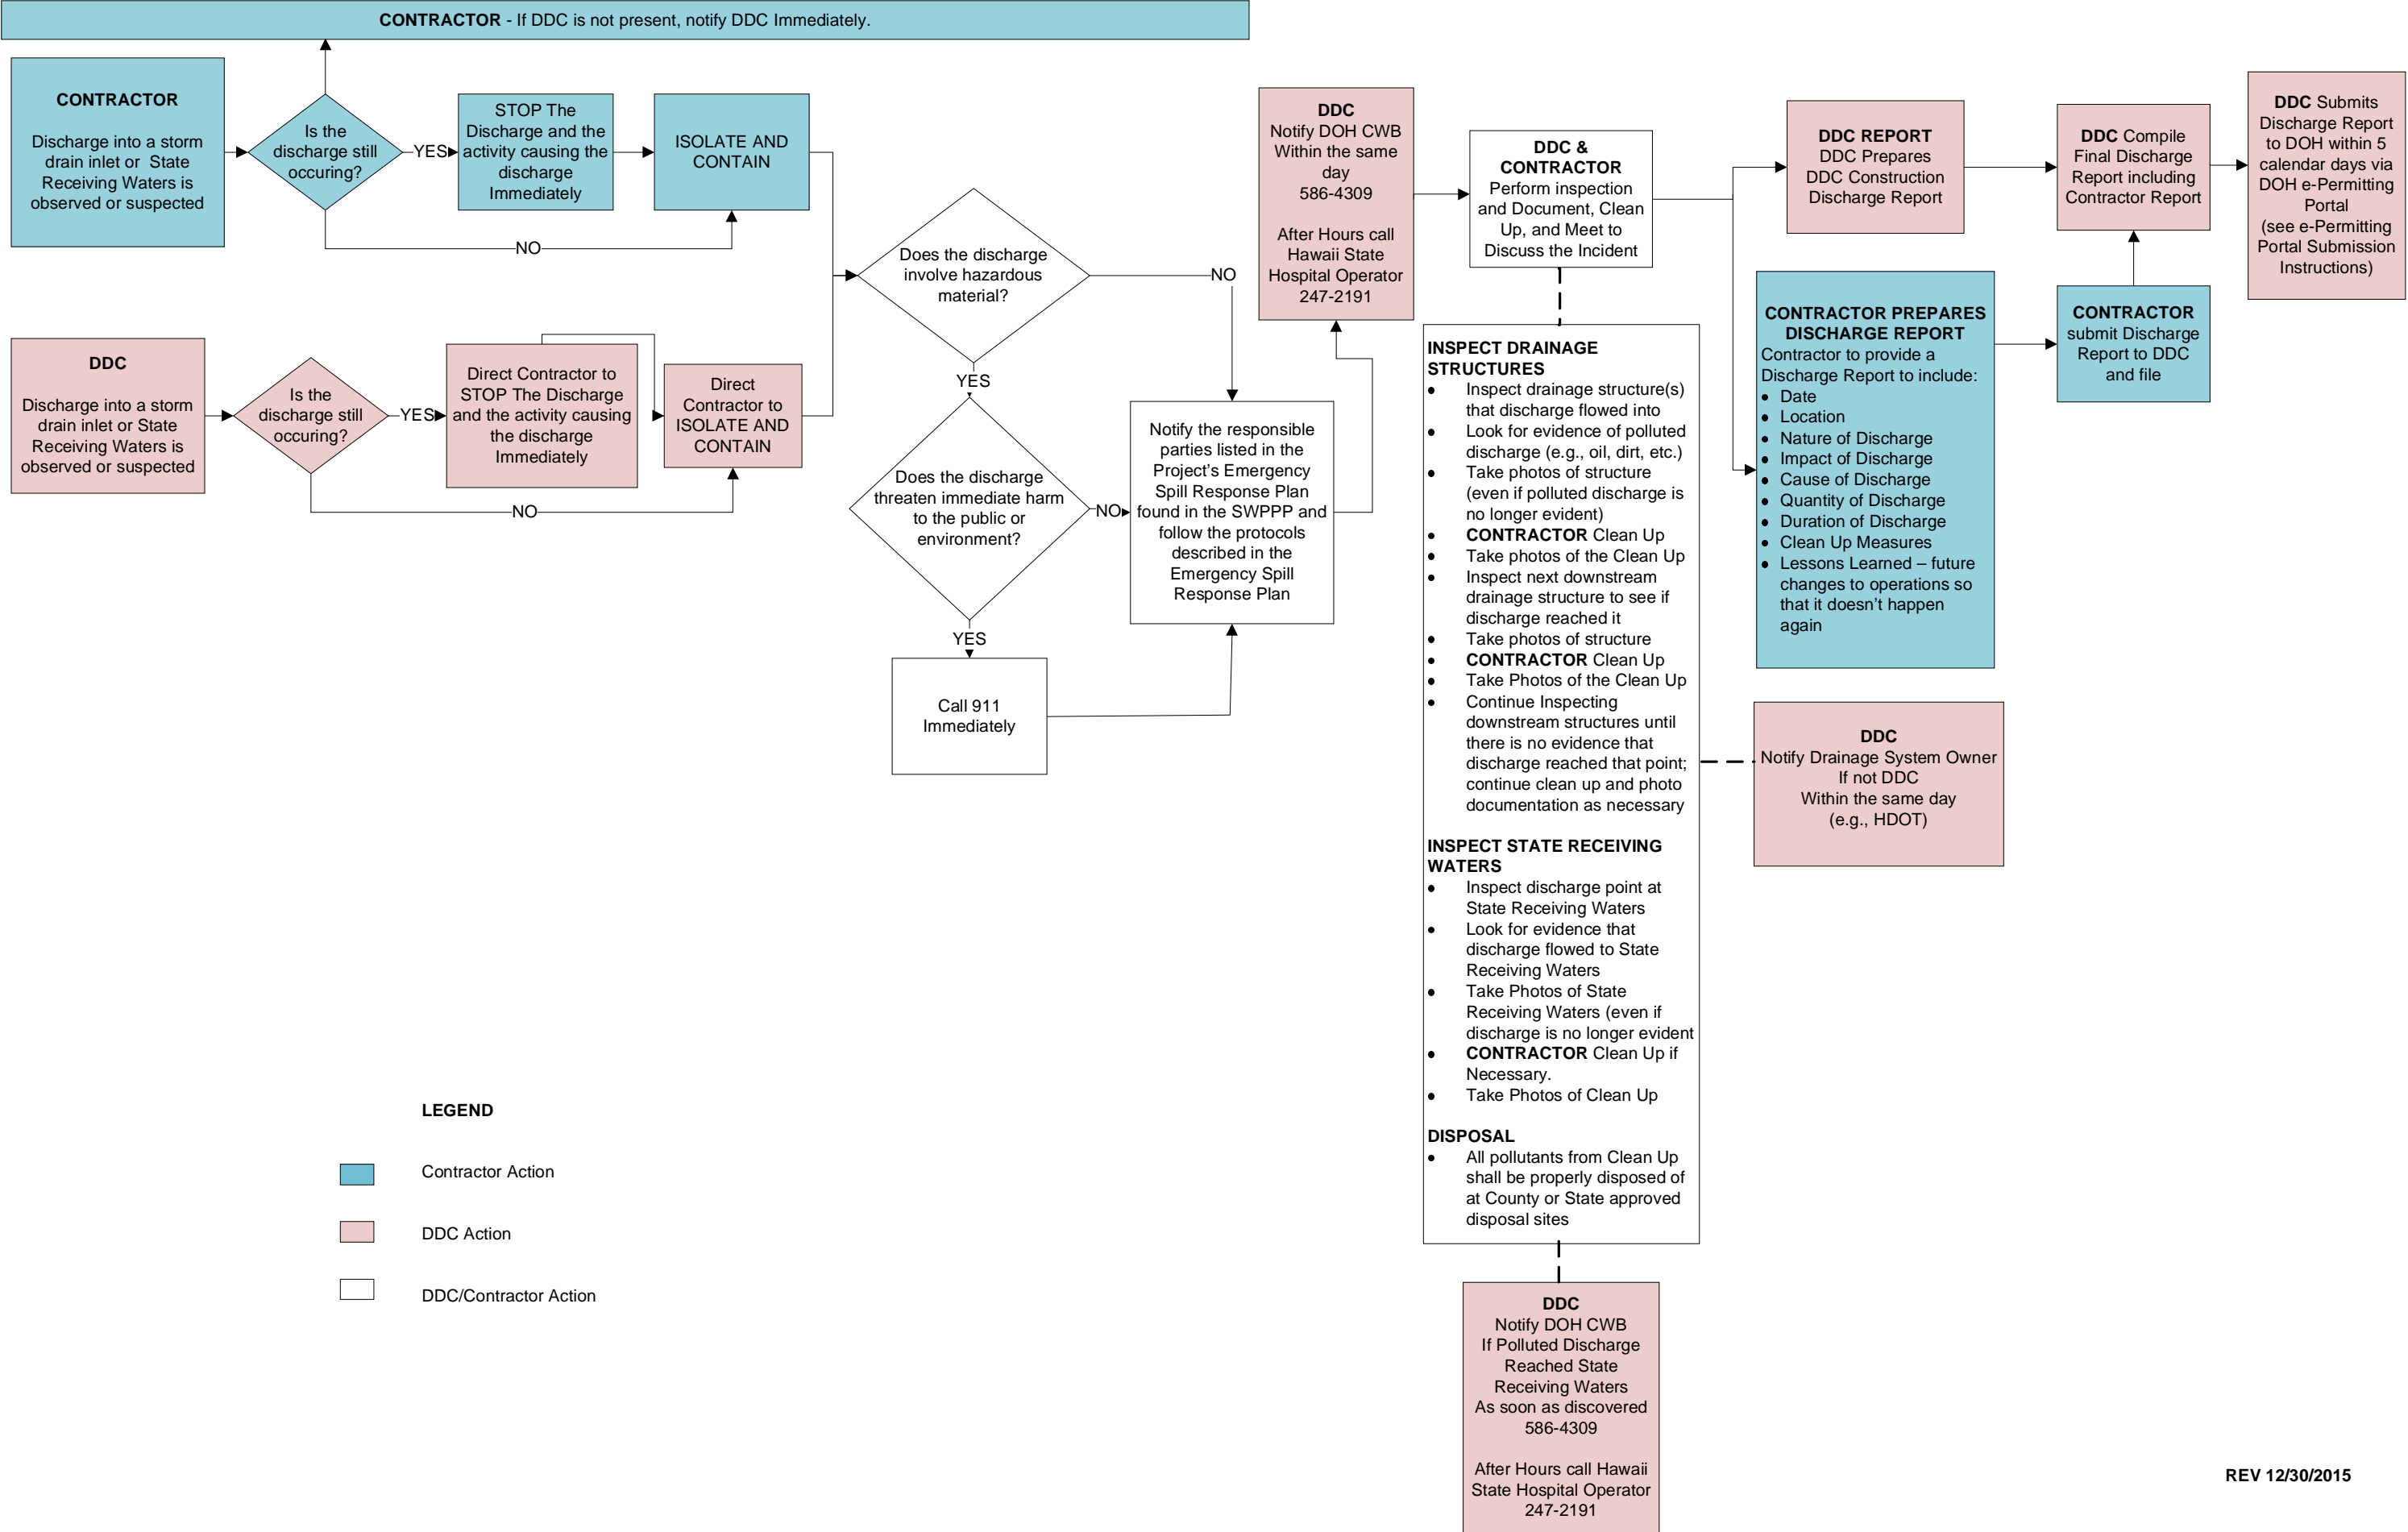 CONTRACTOR - If DDC is not present, notify DDC Immediately.
CONTRACTOR
Discharge into a storm
drain inlet or State
Receiving Waters is
observed or suspected
Is the
discharge still
occuring?
YES
NO
STOP The
Discharge and the
activity causing the
discharge
Immediately
ISOLATE AND
CONTAIN
DDC
Discharge into a storm
drain inlet or State
Receiving Waters is
observed or suspected
Is the
discharge still
occuring?
YES
NO
Direct Contractor to
STOP The Discharge
and the activity causing
the discharge
Immediately
Direct
Contractor to
ISOLATE AND
CONTAIN
Does the discharge
involve hazardous
material?
NO
YES
Does the discharge
threaten immediate harm
to the public or
environment?
NO
YES
Call 911
Immediately
Notify the responsible
parties listed in the
Project's Emergency
Spill Response Plan
found in the SWPPP and
follow the protocols
described in the
Emergency Spill
Response Plan
DDC
Notify DOH CWB
Within the same
day
586-4309
After Hours call
Hawaii State
Hospital Operator
247-2191
DDC &
CONTRACTOR
Perform inspection
and Document, Clean
Up, and Meet to
Discuss the Incident
INSPECT DRAINAGE
STRUCTURES
● Inspect drainage structure(s)
that discharge flowed into
● Look for evidence of polluted
discharge (e.g., oil, dirt, etc.)
● Take photos of structure
(even if polluted discharge is
no longer evident)
● CONTRACTOR Clean Up
● Take photos of the Clean Up
● Inspect next downstream
drainage structure to see if
discharge reached it
● Take photos of structure
● CONTRACTOR Clean Up
● Take Photos of the Clean Up
● Continue Inspecting
downstream structures until
there is no evidence that
discharge reached that point;
continue clean up and photo
documentation as necessary
INSPECT STATE RECEIVING
WATERS
● Inspect discharge point at
State Receiving Waters
● Look for evidence that
discharge flowed to State
Receiving Waters
● Take Photos of State
Receiving Waters (even if
discharge is no longer evident
● CONTRACTOR Clean Up if
Necessary.
● Take Photos of Clean Up
DISPOSAL
● All pollutants from Clean Up
shall be properly disposed of
at County or State approved
disposal sites
DDC
Notify DOH CWB
If Polluted Discharge
Reached State
Receiving Waters
As soon as discovered
586-4309
After Hours call Hawaii
State Hospital Operator
247-2191
DDC REPORT
DDC Prepares
DDC Construction
Discharge Report
CONTRACTOR PREPARES
DISCHARGE REPORT
Contractor to provide a
Discharge Report to include:
● Date
● Location
● Nature of Discharge
● Impact of Discharge
● Cause of Discharge
● Quantity of Discharge
● Duration of Discharge
● Clean Up Measures
● Lessons Learned – future
changes to operations so
that it doesn't happen
again
DDC
Notify Drainage System Owner
If not DDC
Within the same day
(e.g., HDOT)
DDC Compile
Final Discharge
Report including
Contractor Report
CONTRACTOR
submit Discharge
Report to DDC
and file
DDC Submits
Discharge Report
to DOH within 5
calendar days via
DOH e-Permitting
Portal
(see e-Permitting
Portal Submission
Instructions)
LEGEND
Contractor Action
DDC Action
DDC/Contractor Action
REV 12/30/2015